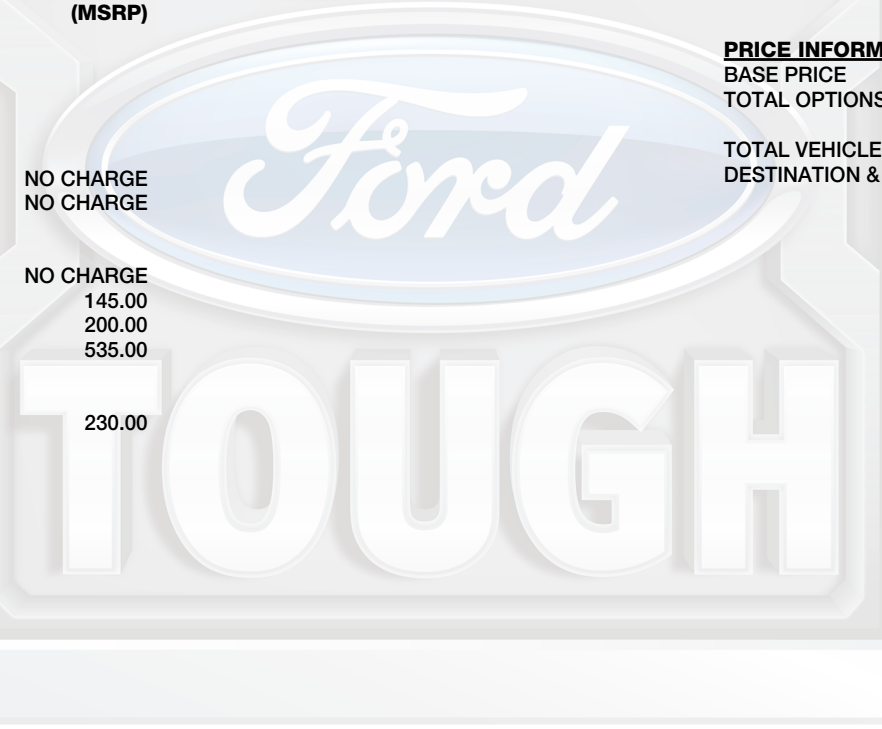 (MSRP)
PRICE INFORM
BASE PRICE
TOTAL OPTIONS
TOTAL VEHICLE
DESTINATION &
NO CHARGE
NO CHARGE
NO CHARGE
145.00
200.00
535.00
230.00
Ford
TOUGH